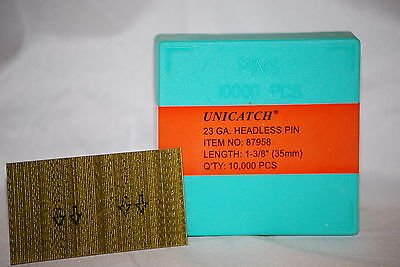 PINS
10000 PCS
UNICATCH®
23 GA. HEADLESS PIN
ITEM NO: 87958
LENGTH: 1-3/8" (35mm)
Q'TY: 10,000 PCS